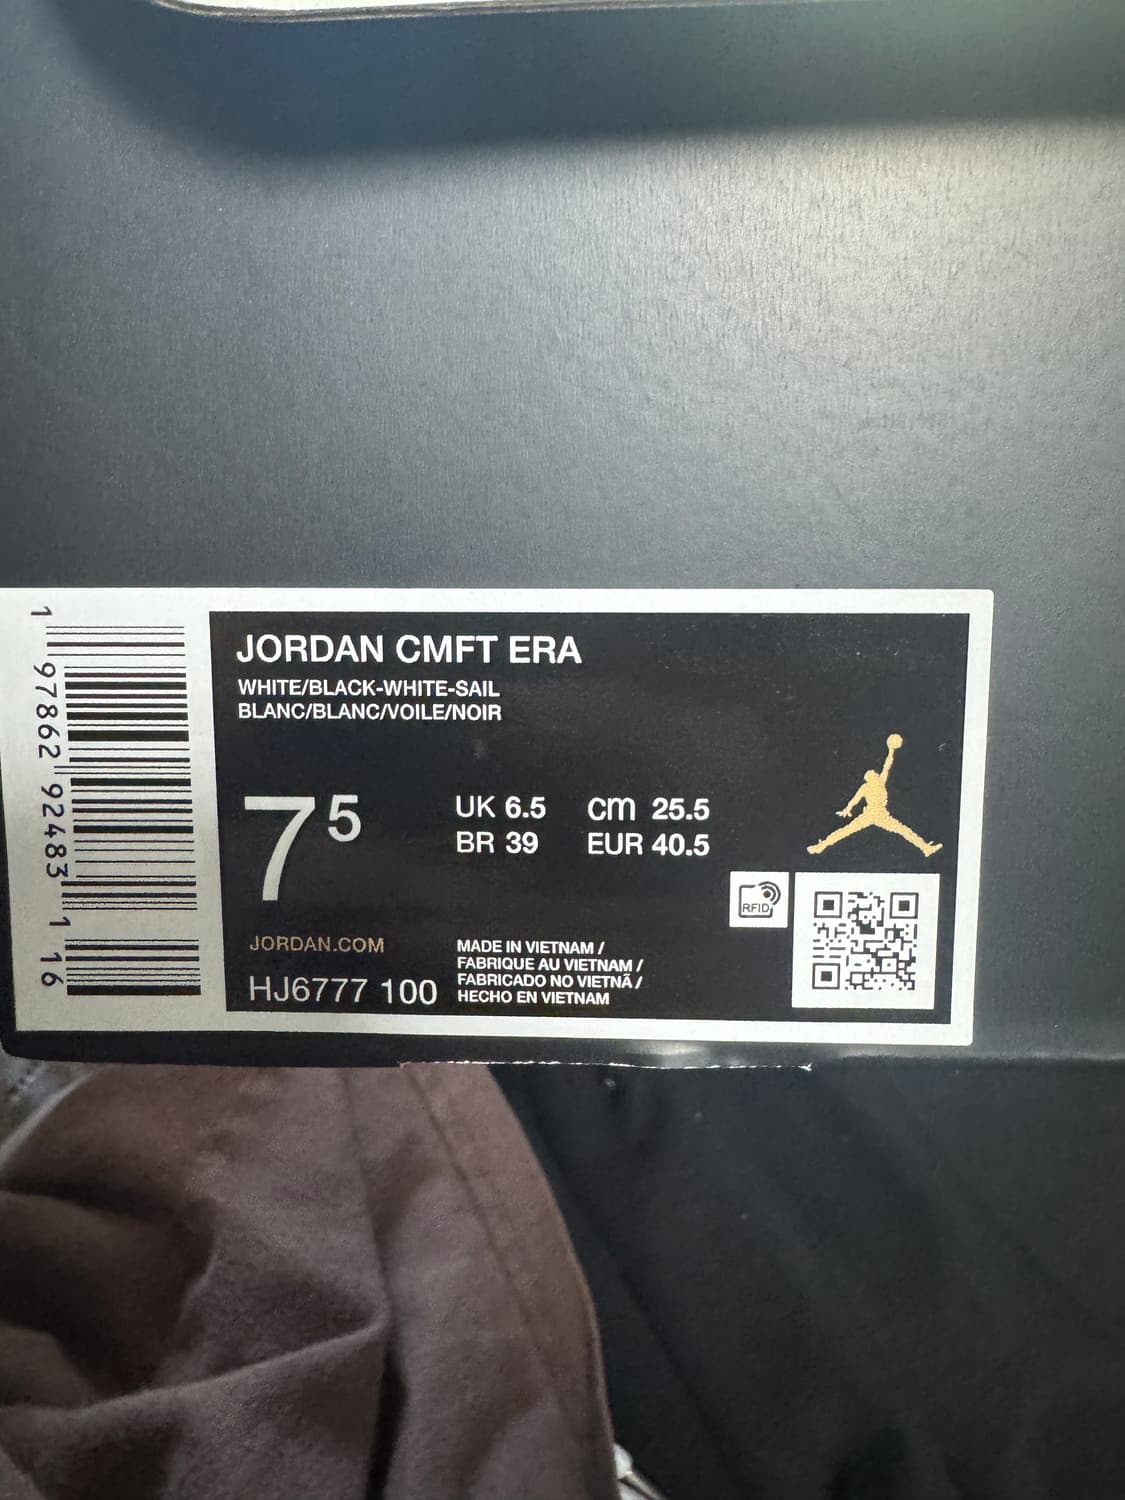 1 97862 92483 1 16
JORDAN CMFT ERA
WHITE/BLACK-WHITE-SAIL
BLANC/BLANC/VOILE/NOIR
7⁵
UK 6.5 cm 25.5
BR 39 EUR 40.5
RFID
JORDAN.COM
HJ6777 100
MADE IN VIETNAM /
FABRIQUE AU VIETNAM /
FABRICADO NO VIETNÃ /
HECHO EN VIETNAM